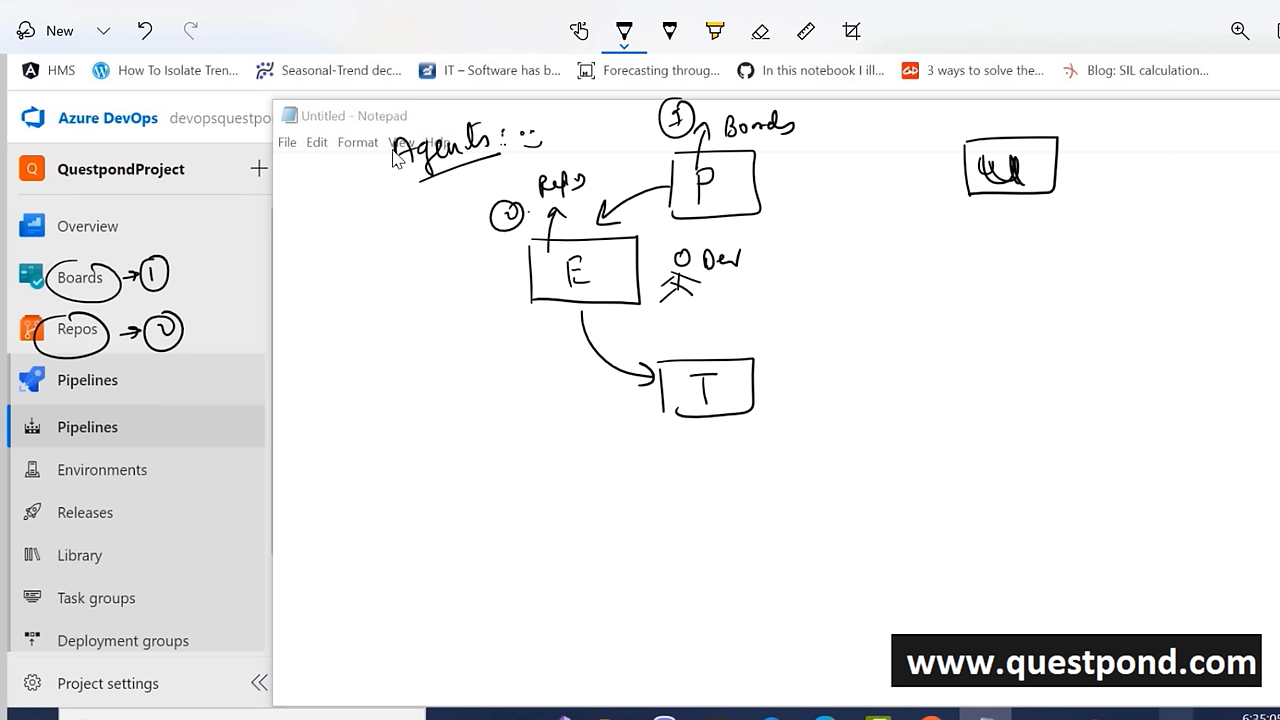 New
HMS
How To Isolate Tren...
Seasonal-Trend dec...
IT – Software has b...
Forecasting throug...
In this notebook I ill...
3 ways to solve the...
Blog: SIL calculation...
Azure DevOps devopsquestpo
Untitled - Notepad
File Edit Format View Help
Agents :
1 Boards
QuestpondProject
P
Repo
2
Overview
E
Dev
Boards → 1
Repos → 2
Pipelines
T
Pipelines
Environments
Releases
Library
Task groups
Deployment groups
Project settings
www.questpond.com